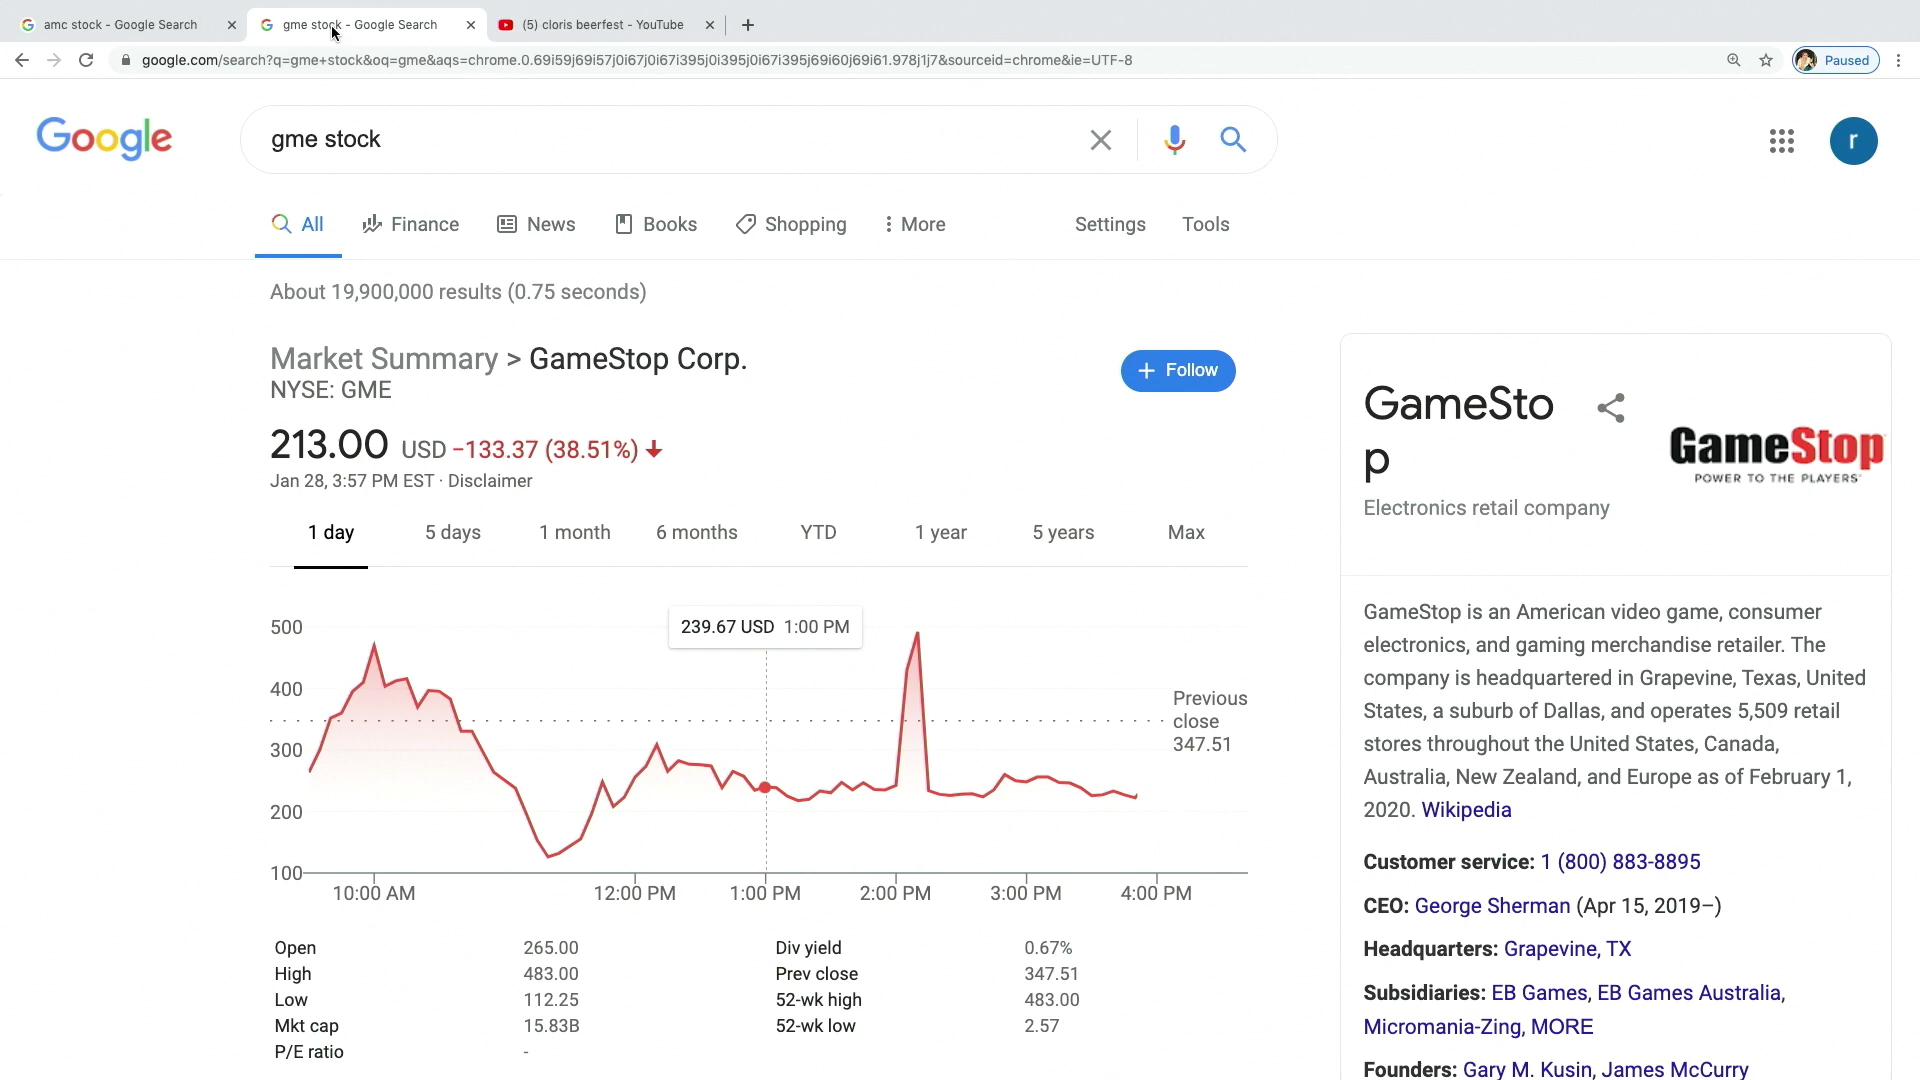 amc stock - Google Search
gme stock - Google Search
(5) cloris beerfest - YouTube
google.com/search?q=gme+stock&oq=gme&aqs=chrome.0.69i59j69i57j0i67j0i67i395j0i395j0i67i395j69i60j69i61.978j1j7&sourceid=chrome&ie=UTF-8
Paused
Google
gme stock
r
All
Finance
News
Books
Shopping
More
Settings
Tools
About 19,900,000 results (0.75 seconds)
Market Summary > GameStop Corp.
NYSE: GME
+ Follow
213.00 USD −133.37 (38.51%)
Jan 28, 3:57 PM EST · Disclaimer
1 day
5 days
1 month
6 months
YTD
1 year
5 years
Max
239.67 USD 1:00 PM
500
400
300
200
100
Previous
close
347.51
10:00 AM
12:00 PM
1:00 PM
2:00 PM
3:00 PM
4:00 PM
Open 265.00
High 483.00
Low 112.25
Mkt cap 15.83B
P/E ratio -
Div yield 0.67%
Prev close 347.51
52-wk high 483.00
52-wk low 2.57
GameSto
p
Electronics retail company
GameStop
POWER TO THE PLAYERS
GameStop is an American video game, consumer
electronics, and gaming merchandise retailer. The
company is headquartered in Grapevine, Texas, United
States, a suburb of Dallas, and operates 5,509 retail
stores throughout the United States, Canada,
Australia, New Zealand, and Europe as of February 1,
2020. Wikipedia
Customer service: 1 (800) 883-8895
CEO: George Sherman (Apr 15, 2019–)
Headquarters: Grapevine, TX
Subsidiaries: EB Games, EB Games Australia,
Micromania-Zing, MORE
Founders: Gary M. Kusin, James McCurry